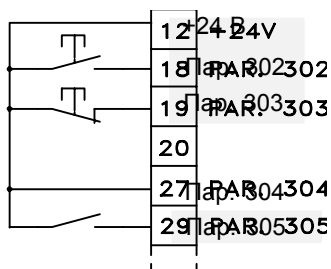 12 +24V +24 В
18 PAR. 302 Пар. 302
19 PAR. 303 Пар. 303
20
27 PAR. 304 Пар. 304
29 PAR. 305 Пар. 305